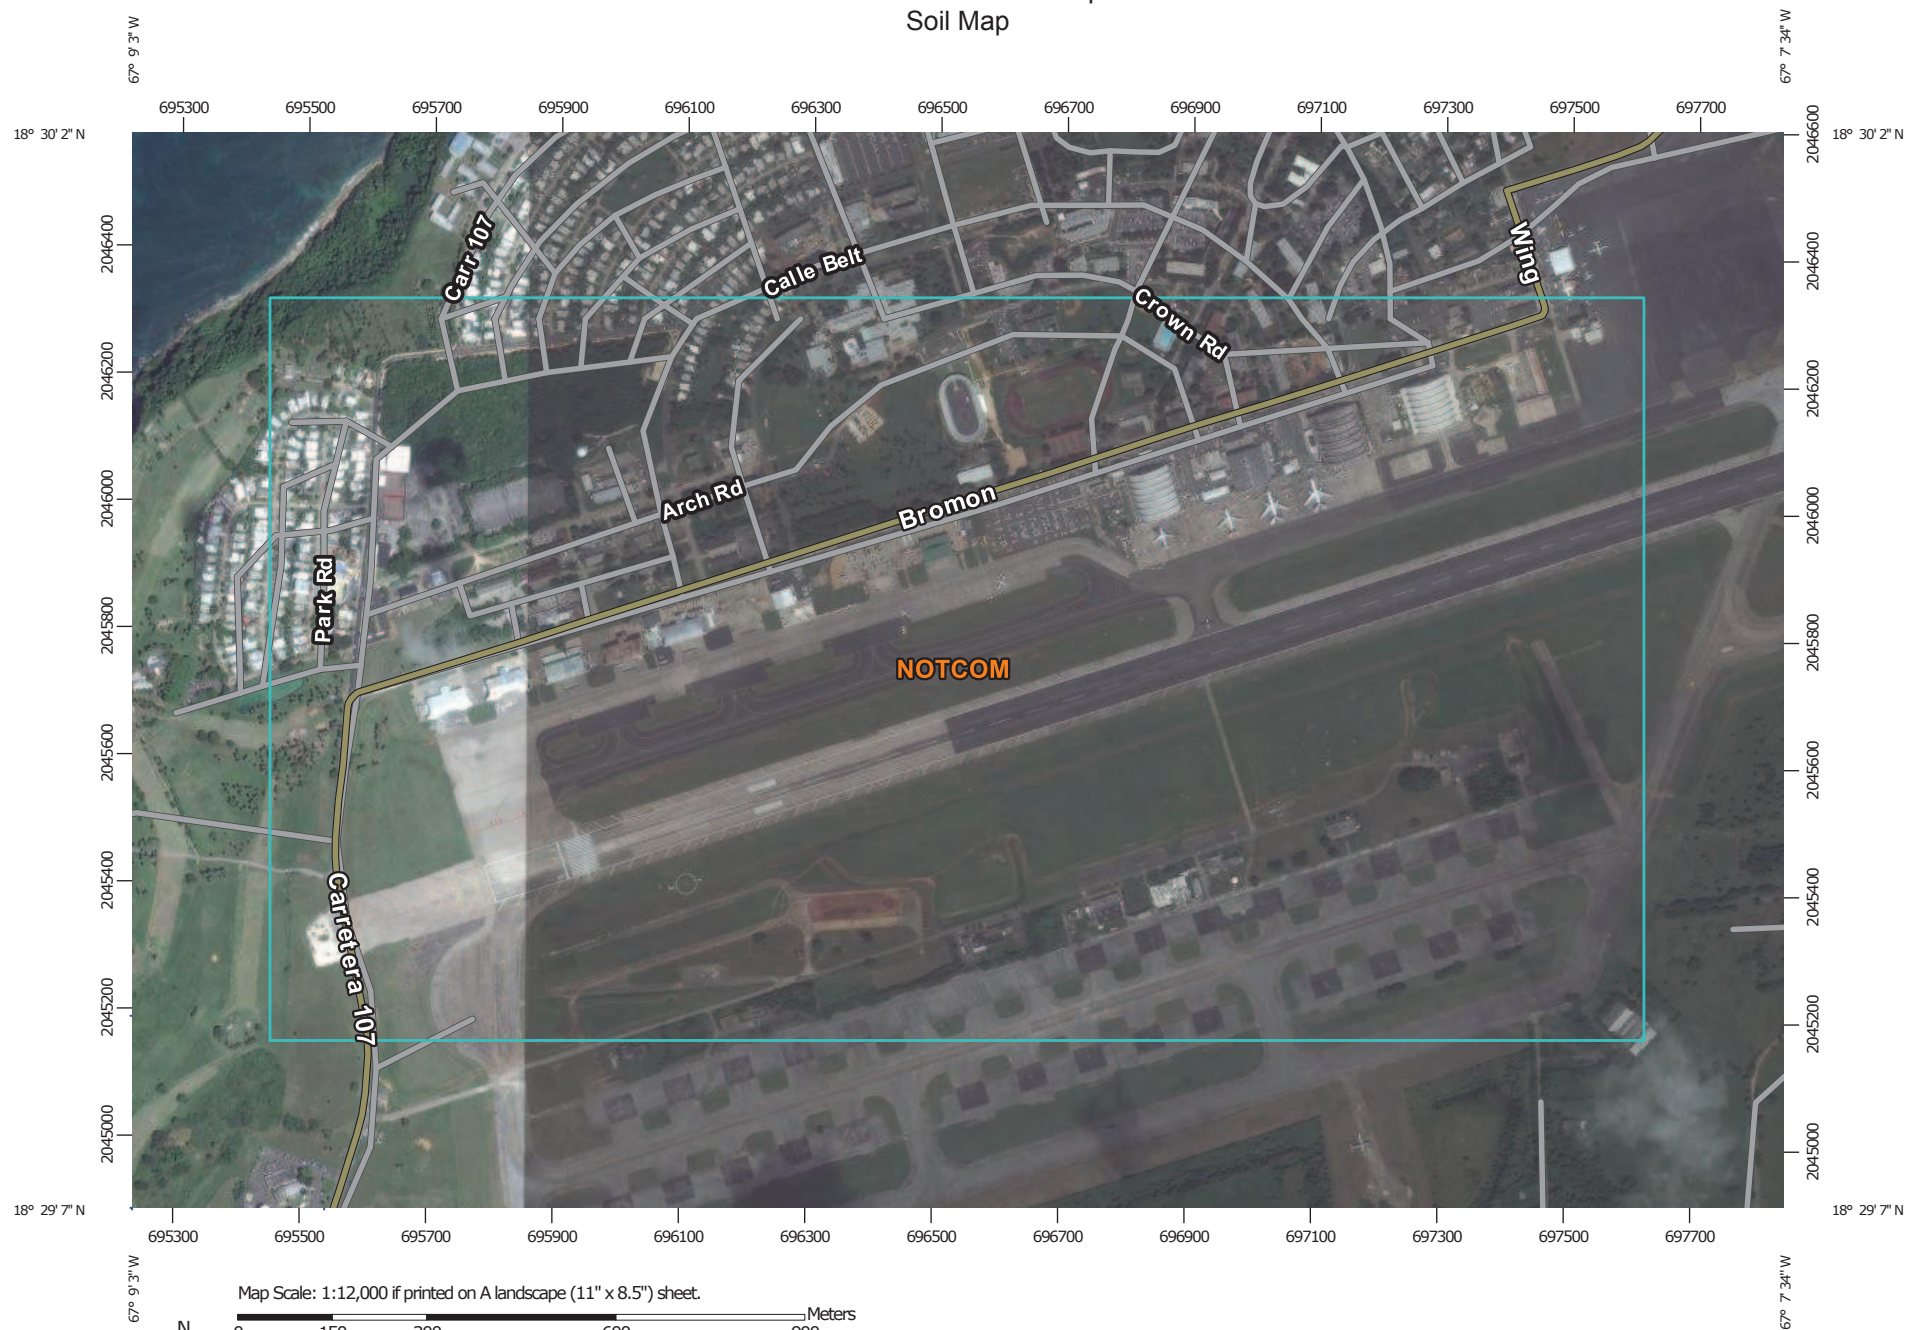 Soil Map
67° 9' 3" W
67° 7' 34" W
695300 695500 695700 695900 696100 696300 696500 696700 696900 697100 697300 697500 697700
18° 30' 2" N
18° 30' 2" N
2046600
2046400
2046400
2046200
2046200
2046000
2046000
2045800
2045800
2045600
2045600
2045400
2045400
2045200
2045200
2045000
2045000
Carr 107
Calle Belt
Wing
Crown Rd
Arch Rd
Bromon
Park Rd
NOTCOM
Carretera 107
18° 29' 7" N
18° 29' 7" N
695300 695500 695700 695900 696100 696300 696500 696700 696900 697100 697300 697500 697700
67° 9' 3" W
67° 7' 34" W
Map Scale: 1:12,000 if printed on A landscape (11" x 8.5") sheet.
Meters
N